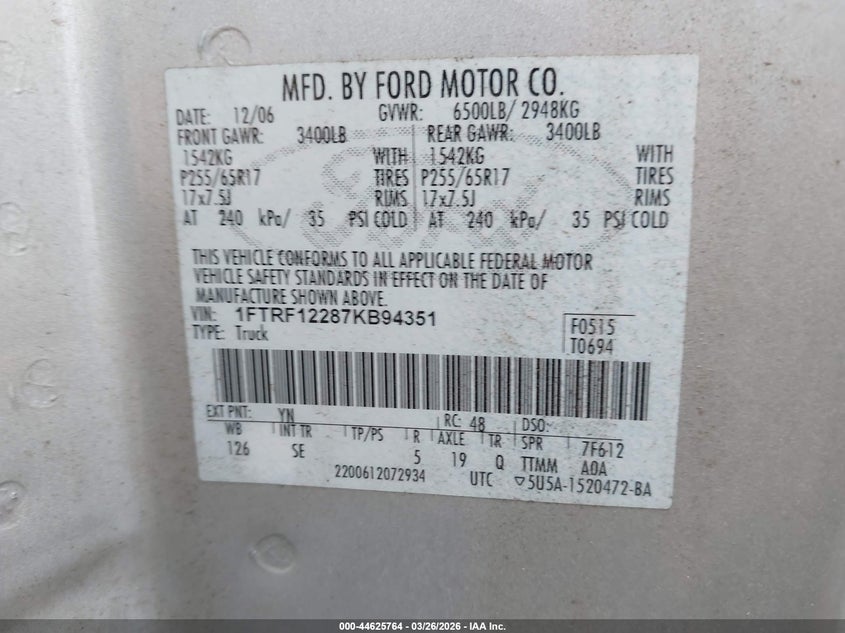 MFD. BY FORD MOTOR CO.
DATE: 12/06 GVWR: 6500LB/ 2948KG
FRONT GAWR: 3400LB REAR GAWR: 3400LB
1542KG WITH 1542KG WITH
P255/65R17 TIRES P255/65R17 TIRES
17x7.5J RIMS 17x7.5J RIMS
AT 240 kPa/ 35 PSI COLD AT 240 kPa/ 35 PSI COLD
THIS VEHICLE CONFORMS TO ALL APPLICABLE FEDERAL MOTOR
VEHICLE SAFETY STANDARDS IN EFFECT ON THE DATE OF
MANUFACTURE SHOWN ABOVE.
VIN: 1FTRF12287KB94351
TYPE: Truck
F0515
T0694
EXT PNT: YN RC: 48 DSO:
WB INT TR TP/PS R AXLE TR SPR 7F612
126 SE 5 19 Q TTMM A0A
2200612072934 UTC ▽5U5A-1520472-BA
000-44625764 | 03/26/2026 | IAA Inc.